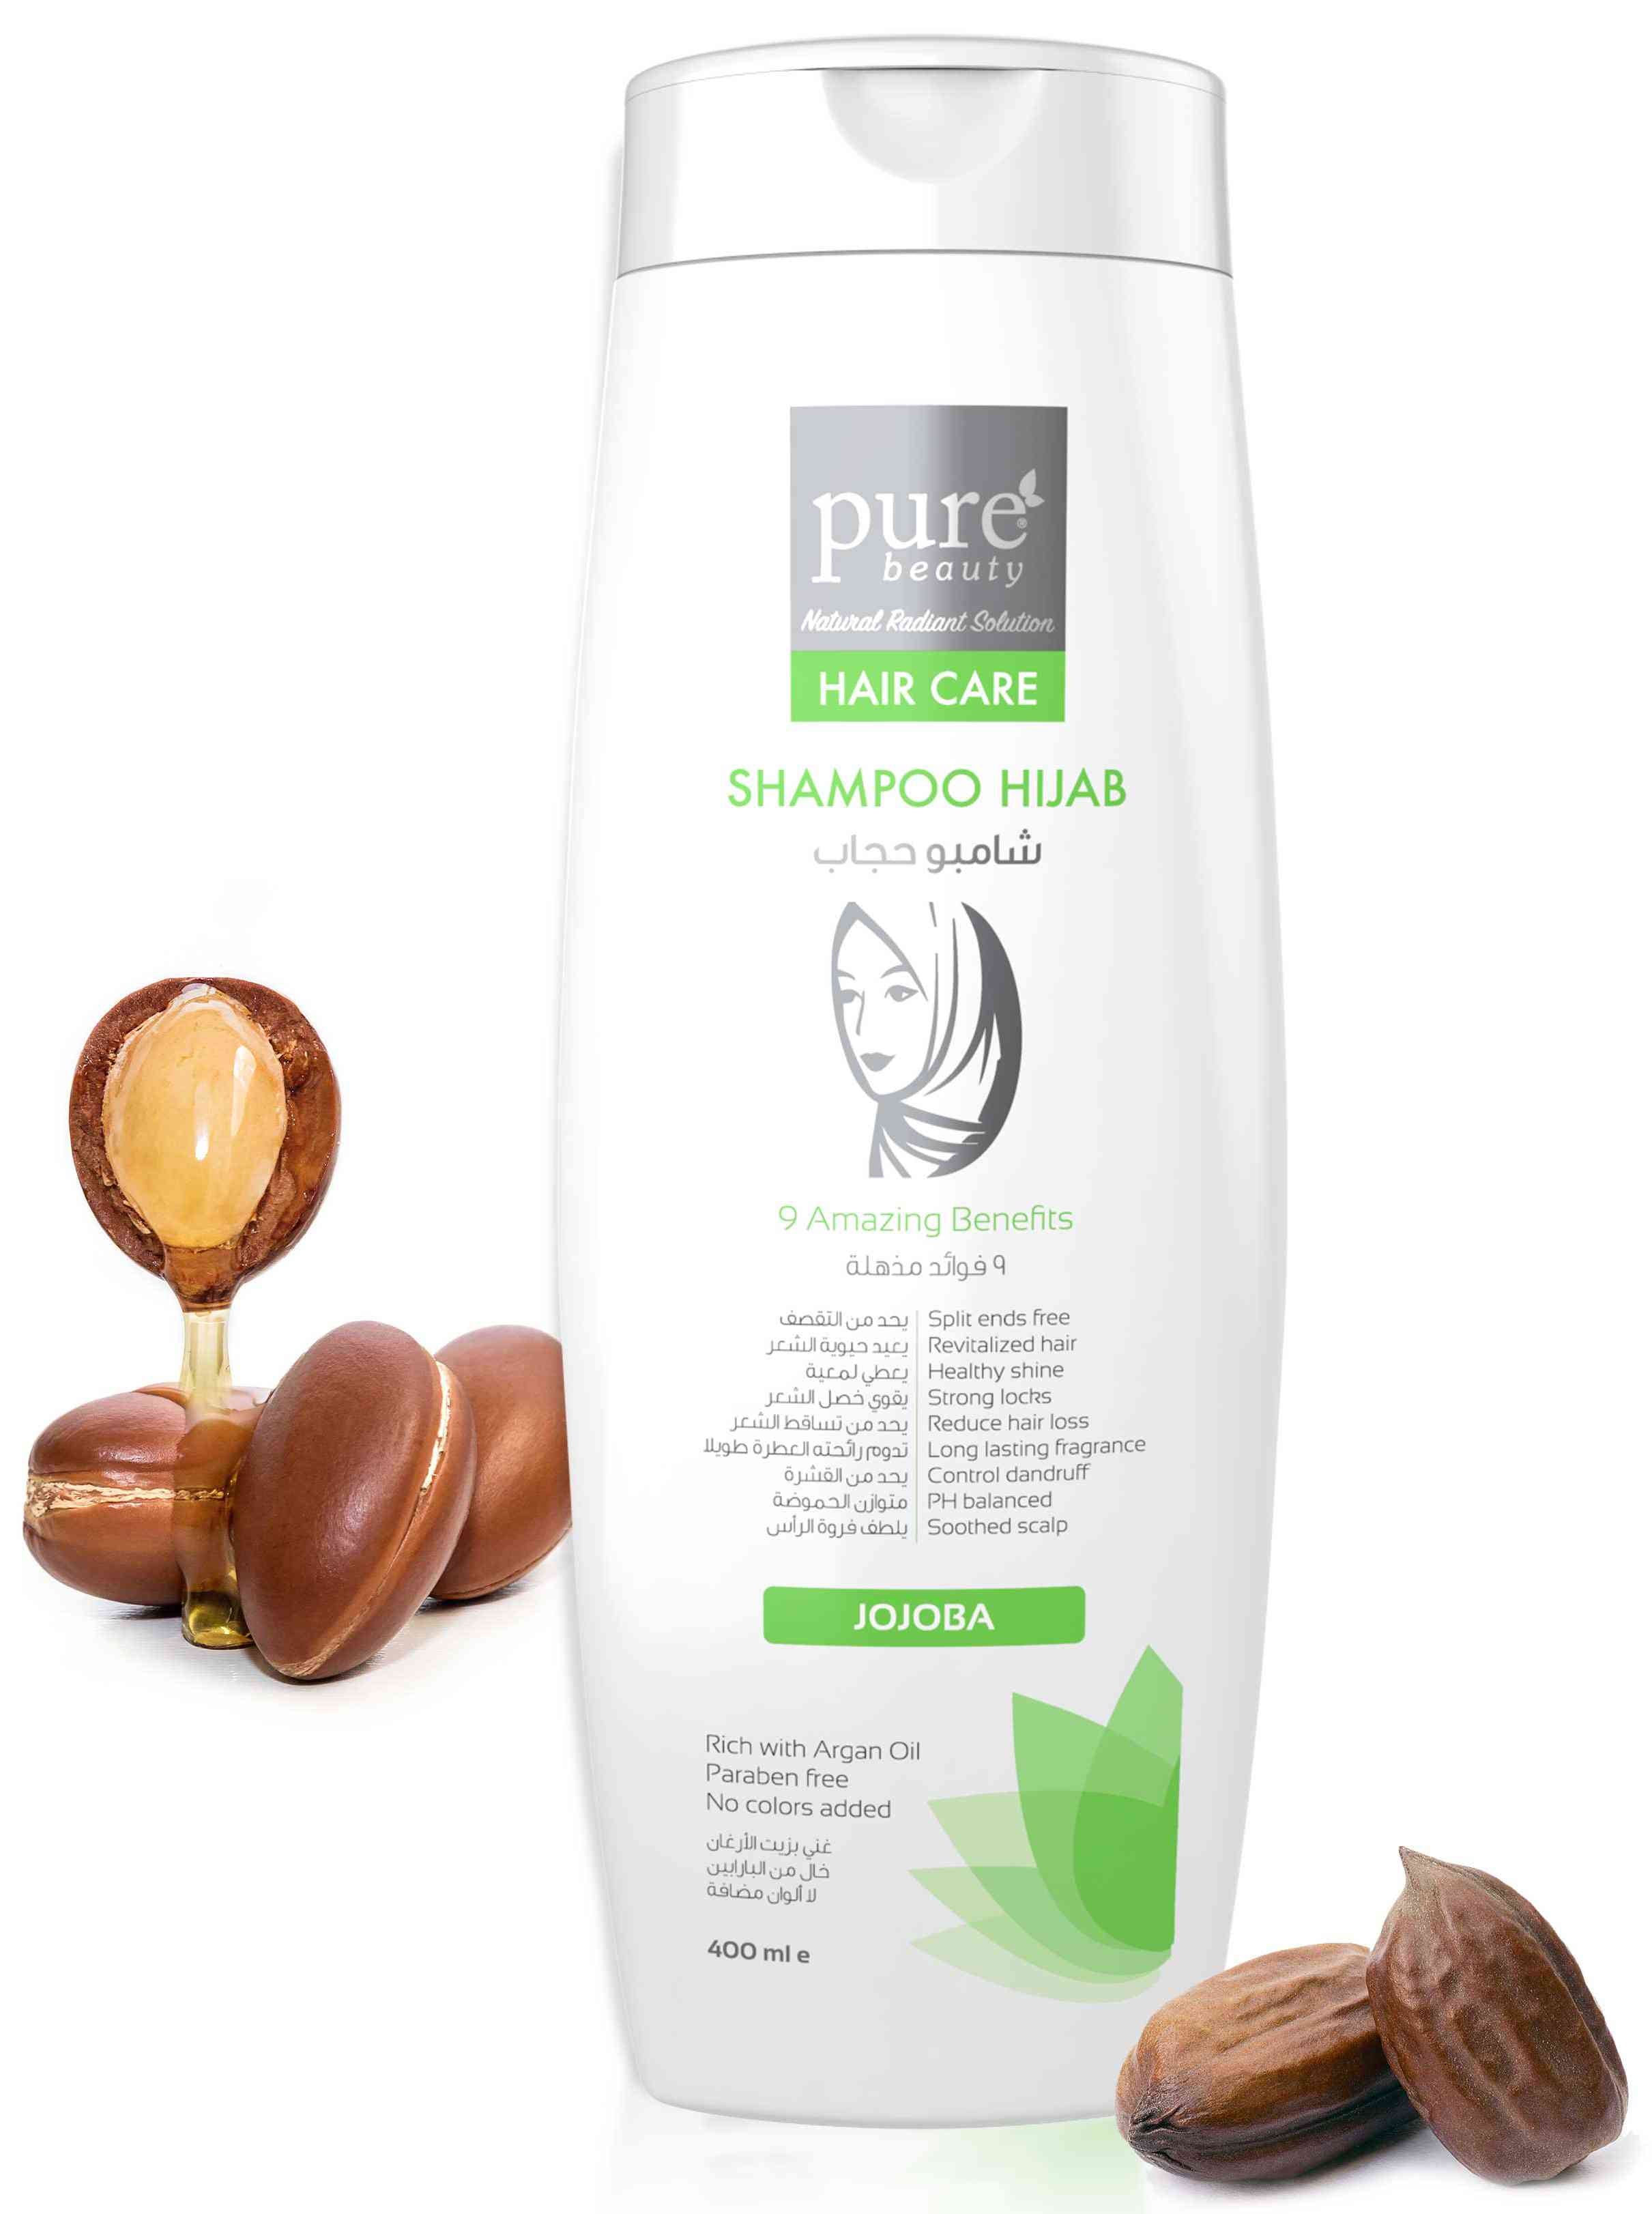 pure®
beauty
Natural Radiant Solution
HAIR CARE
SHAMPOO HIJAB
شامبو حجاب
9 Amazing Benefits
٩ فوائد مذهلة
يحد من التقصف | Split ends free
يعيد حيوية الشعر | Revitalized hair
يعطي لمعية | Healthy shine
يقوي خصل الشعر | Strong locks
يحد من تساقط الشعر | Reduce hair loss
تدوم رائحته العطرة طويلا | Long lasting fragrance
يحد من القشرة | Control dandruff
متوازن الحموضة | PH balanced
يلطف فروة الرأس | Soothed scalp
JOJOBA
Rich with Argan Oil
Paraben free
No colors added
غني بزيت الأرغان
خال من البارابين
لا ألوان مضافة
400 ml e